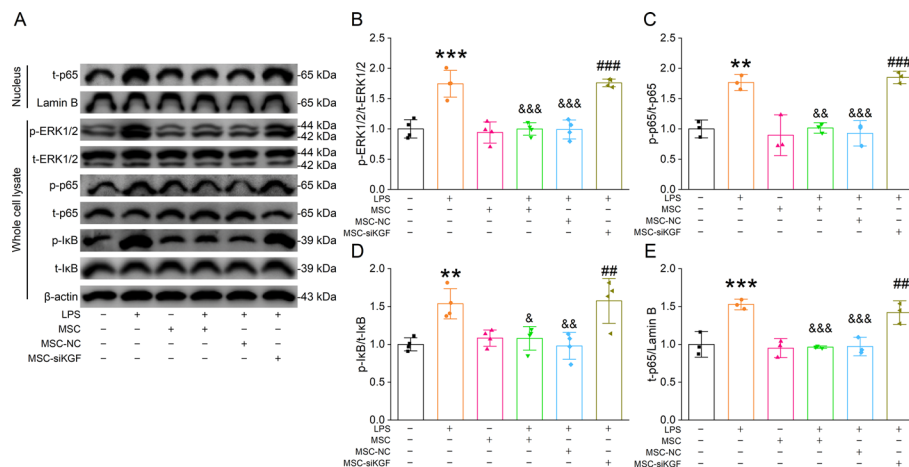 A
Nucleus
t-p65
65 kDa
Lamin B
65 kDa
Whole cell lysate
p-ERK1/2
44 kDa
42 kDa
t-ERK1/2
44 kDa
42 kDa
p-p65
65 kDa
t-p65
65 kDa
p-IκB
39 kDa
t-IκB
39 kDa
β-actin
43 kDa
LPS − + − + + +
MSC − − + + − −
MSC-NC − − − − + −
MSC-siKGF − − − − − +
B
p-ERK1/2/t-ERK1/2
2.0
1.5
1.0
0.5
0.0
*** &&& &&& ###
LPS − + − + + +
MSC − − + + − −
MSC-NC − − − − + −
MSC-siKGF − − − − − +
C
p-p65/t-p65
2.5
2.0
1.5
1.0
0.5
0.0
** && &&& ###
LPS − + − + + +
MSC − − + + − −
MSC-NC − − − − + −
MSC-siKGF − − − − − +
D
p-IκB/t-IκB
2.0
1.5
1.0
0.5
0.0
** & && ##
LPS − + − + + +
MSC − − + + − −
MSC-NC − − − − + −
MSC-siKGF − − − − − +
E
t-p65/Lamin B
2.0
1.5
1.0
0.5
0.0
*** &&& &&& ##
LPS − + − + + +
MSC − − + + − −
MSC-NC − − − − + −
MSC-siKGF − − − − − +